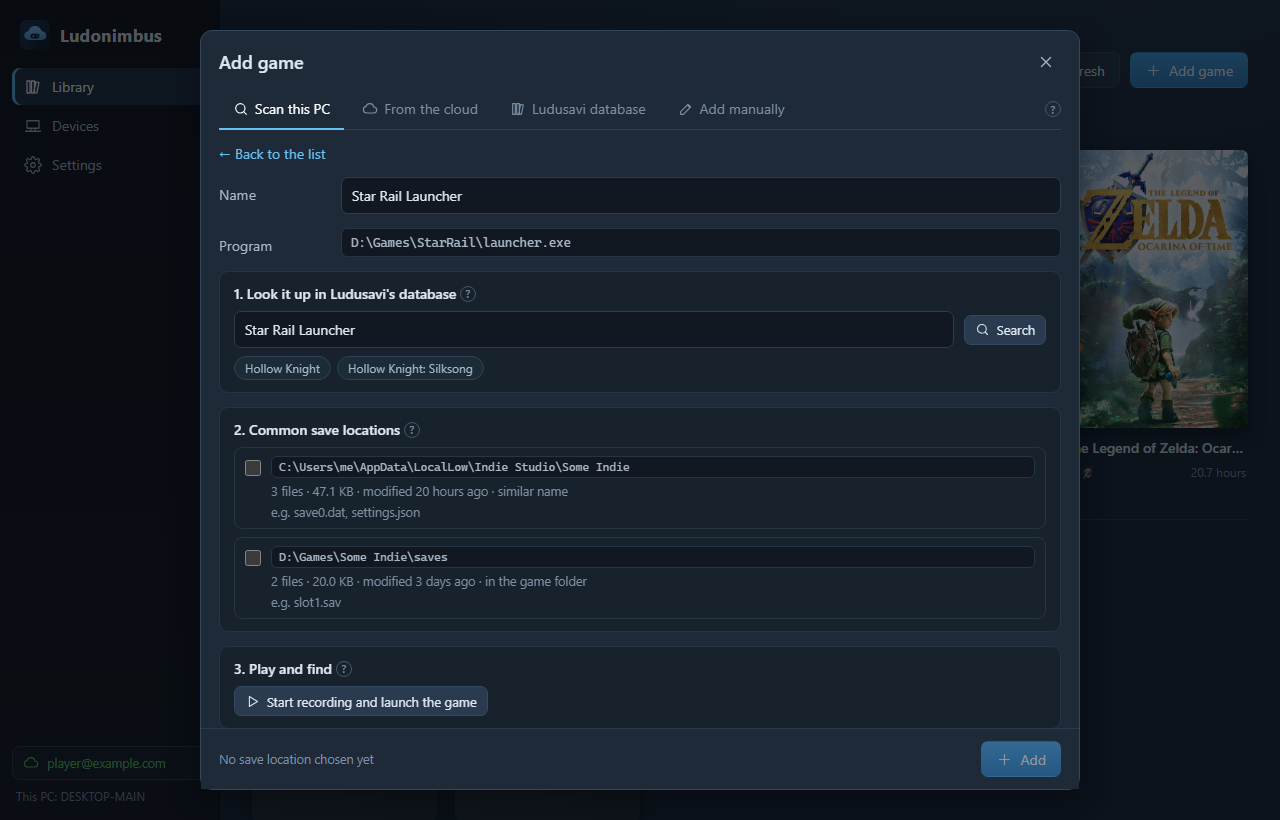 Ludonimbus
Library
Devices
Settings
player@example.com
This PC: DESKTOP-MAIN
Add game
Scan this PC
From the cloud
Ludusavi database
Add manually
?
← Back to the list
Name
Star Rail Launcher
Program
D:\Games\StarRail\launcher.exe
1. Look it up in Ludusavi's database ?
Star Rail Launcher
Search
Hollow Knight
Hollow Knight: Silksong
2. Common save locations ?
C:\Users\me\AppData\LocalLow\Indie Studio\Some Indie
3 files · 47.1 KB · modified 20 hours ago · similar name
e.g. save0.dat, settings.json
D:\Games\Some Indie\saves
2 files · 20.0 KB · modified 3 days ago · in the game folder
e.g. slot1.sav
3. Play and find ?
Start recording and launch the game
No save location chosen yet
+ Add
resh
+ Add game
THE LEGEND OF
ZELDA
OCARINA OF TIME
e Legend of Zelda: Ocar...
20.7 hours